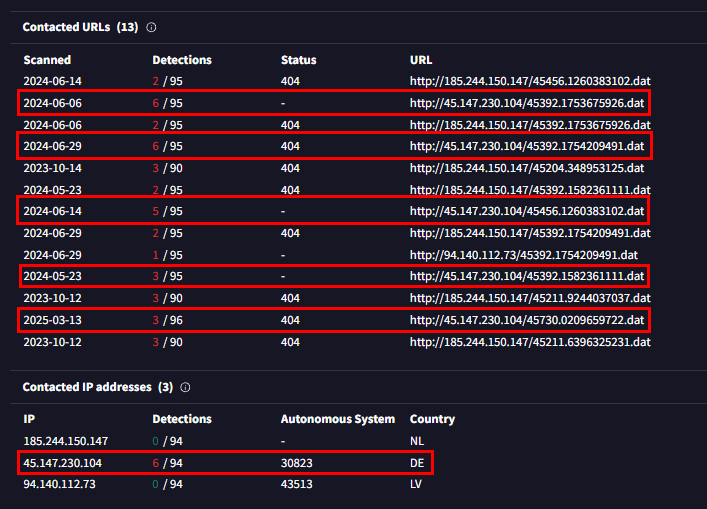 Contacted URLs (13)
Scanned Detections Status URL
2024-06-14 2 / 95 404 http://185.244.150.147/45456.1260383102.dat
2024-06-06 6 / 95 - http://45.147.230.104/45392.1753675926.dat
2024-06-06 2 / 95 404 http://185.244.150.147/45392.1753675926.dat
2024-06-29 6 / 95 404 http://45.147.230.104/45392.1754209491.dat
2023-10-14 3 / 90 404 http://185.244.150.147/45204.348953125.dat
2024-05-23 2 / 95 404 http://185.244.150.147/45392.1582361111.dat
2024-06-14 5 / 95 - http://45.147.230.104/45456.1260383102.dat
2024-06-29 2 / 95 404 http://185.244.150.147/45392.1754209491.dat
2024-06-29 1 / 95 - http://94.140.112.73/45392.1754209491.dat
2024-05-23 3 / 95 - http://45.147.230.104/45392.1582361111.dat
2023-10-12 3 / 90 404 http://185.244.150.147/45211.9244037037.dat
2025-03-13 3 / 96 404 http://45.147.230.104/45730.0209659722.dat
2023-10-12 3 / 90 404 http://185.244.150.147/45211.6396325231.dat
Contacted IP addresses (3)
IP Detections Autonomous System Country
185.244.150.147 0 / 94 - NL
45.147.230.104 6 / 94 30823 DE
94.140.112.73 0 / 94 43513 LV